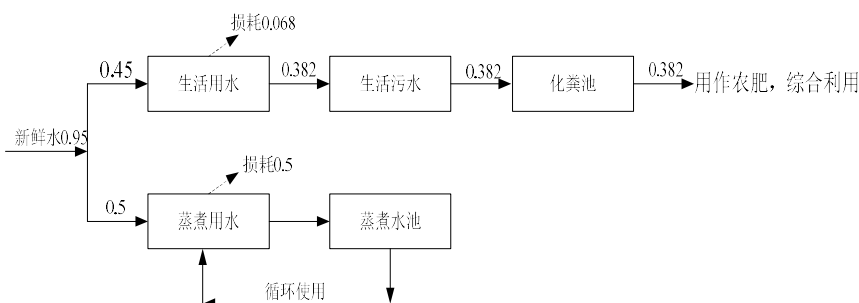 损耗0.068
0.45
生活用水
0.382
生活污水
0.382
化粪池
0.382
用作农肥，综合利用
新鲜水0.95
损耗0.5
0.5
蒸煮用水
蒸煮水池
循环使用